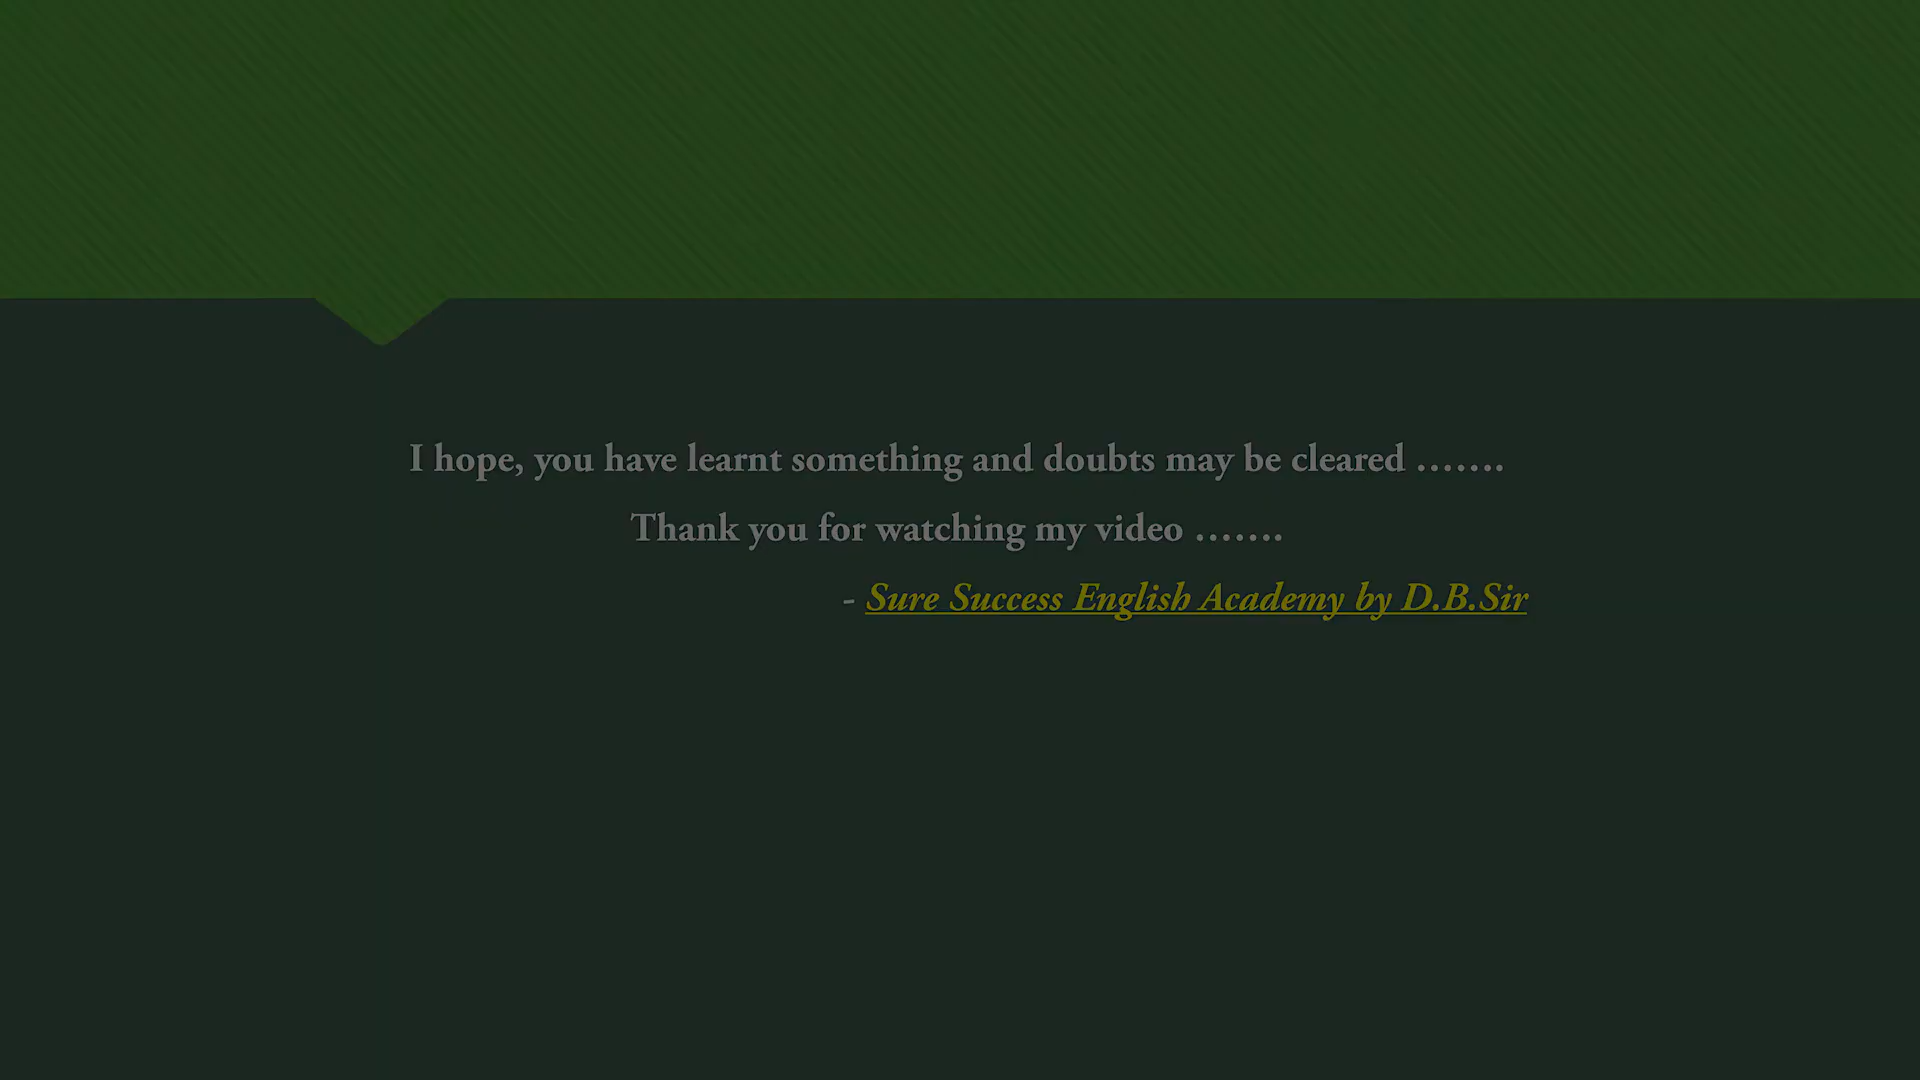 I hope, you have learnt something and doubts may be cleared .......
Thank you for watching my video .......
- Sure Success English Academy by D.B.Sir